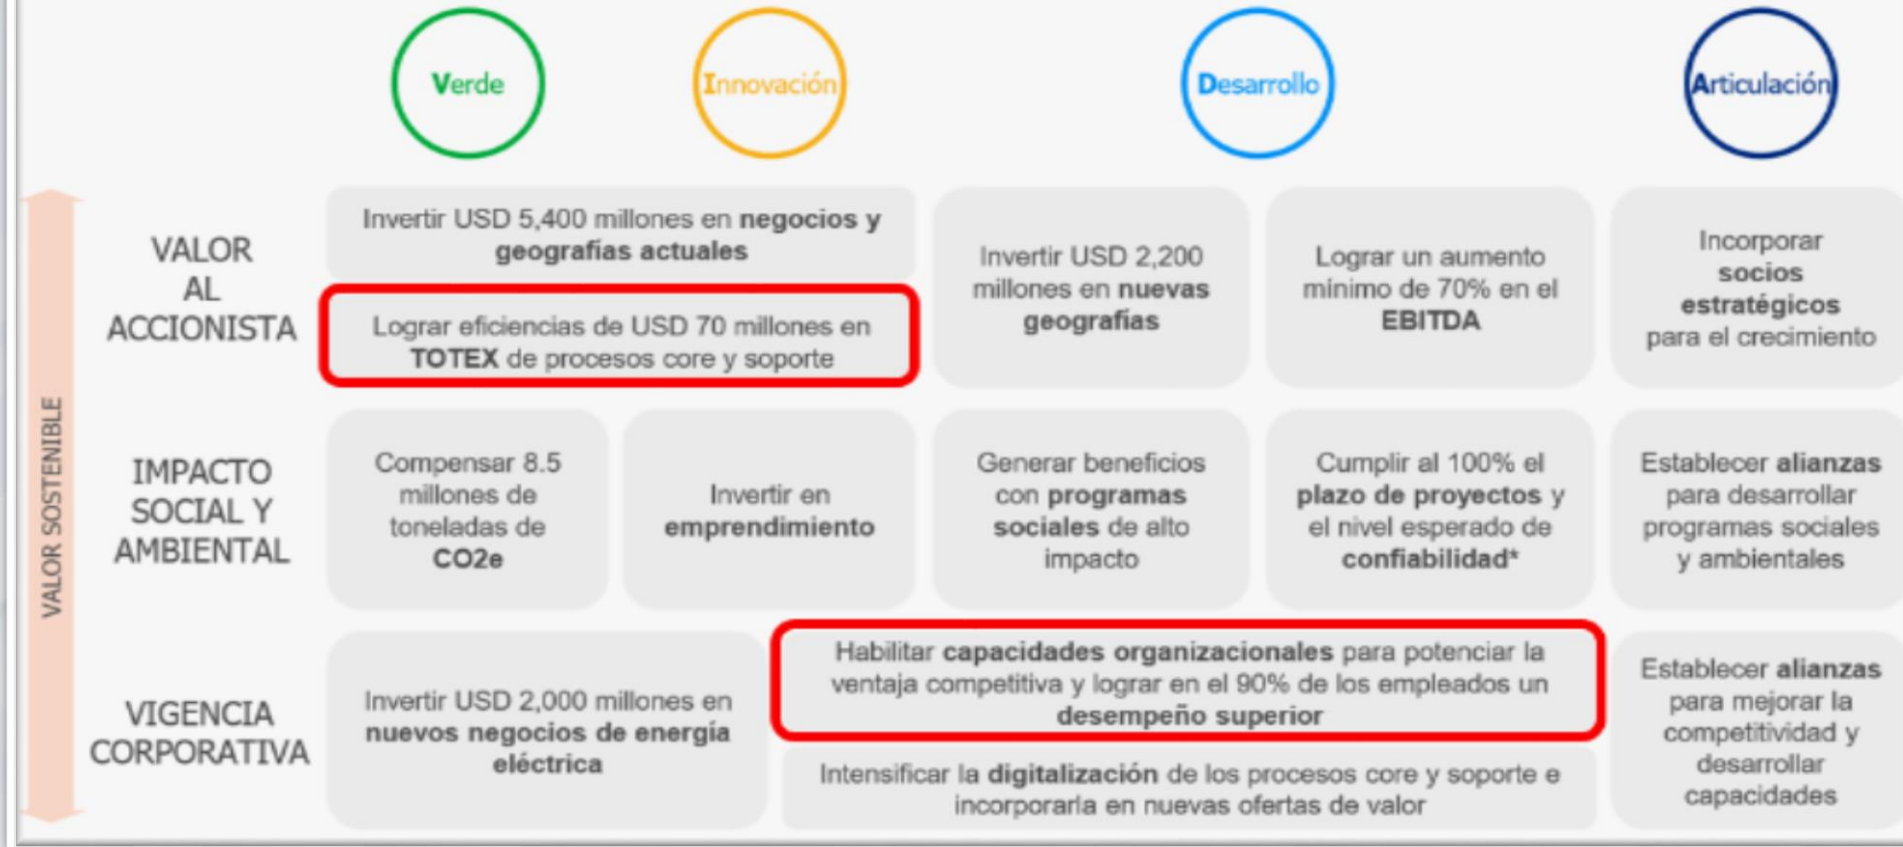 Verde
Innovación
Desarrollo
Articulación
VALOR SOSTENIBLE
VALOR
AL
ACCIONISTA
Invertir USD 5,400 millones en negocios y
geografías actuales
Lograr eficiencias de USD 70 millones en
TOTEX de procesos core y soporte
Invertir USD 2,200
millones en nuevas
geografías
Lograr un aumento
mínimo de 70% en el
EBITDA
Incorporar
socios
estratégicos
para el crecimiento
IMPACTO
SOCIAL Y
AMBIENTAL
Compensar 8.5
millones de
toneladas de
CO2e
Invertir en
emprendimiento
Generar beneficios
con programas
sociales de alto
impacto
Cumplir al 100% el
plazo de proyectos y
el nivel esperado de
confiabilidad*
Establecer alianzas
para desarrollar
programas sociales
y ambientales
VIGENCIA
CORPORATIVA
Invertir USD 2,000 millones en
nuevos negocios de energía
eléctrica
Habilitar capacidades organizacionales para potenciar la
ventaja competitiva y lograr en el 90% de los empleados un
desempeño superior
Intensificar la digitalización de los procesos core y soporte e
incorporarla en nuevas ofertas de valor
Establecer alianzas
para mejorar la
competitividad y
desarrollar
capacidades